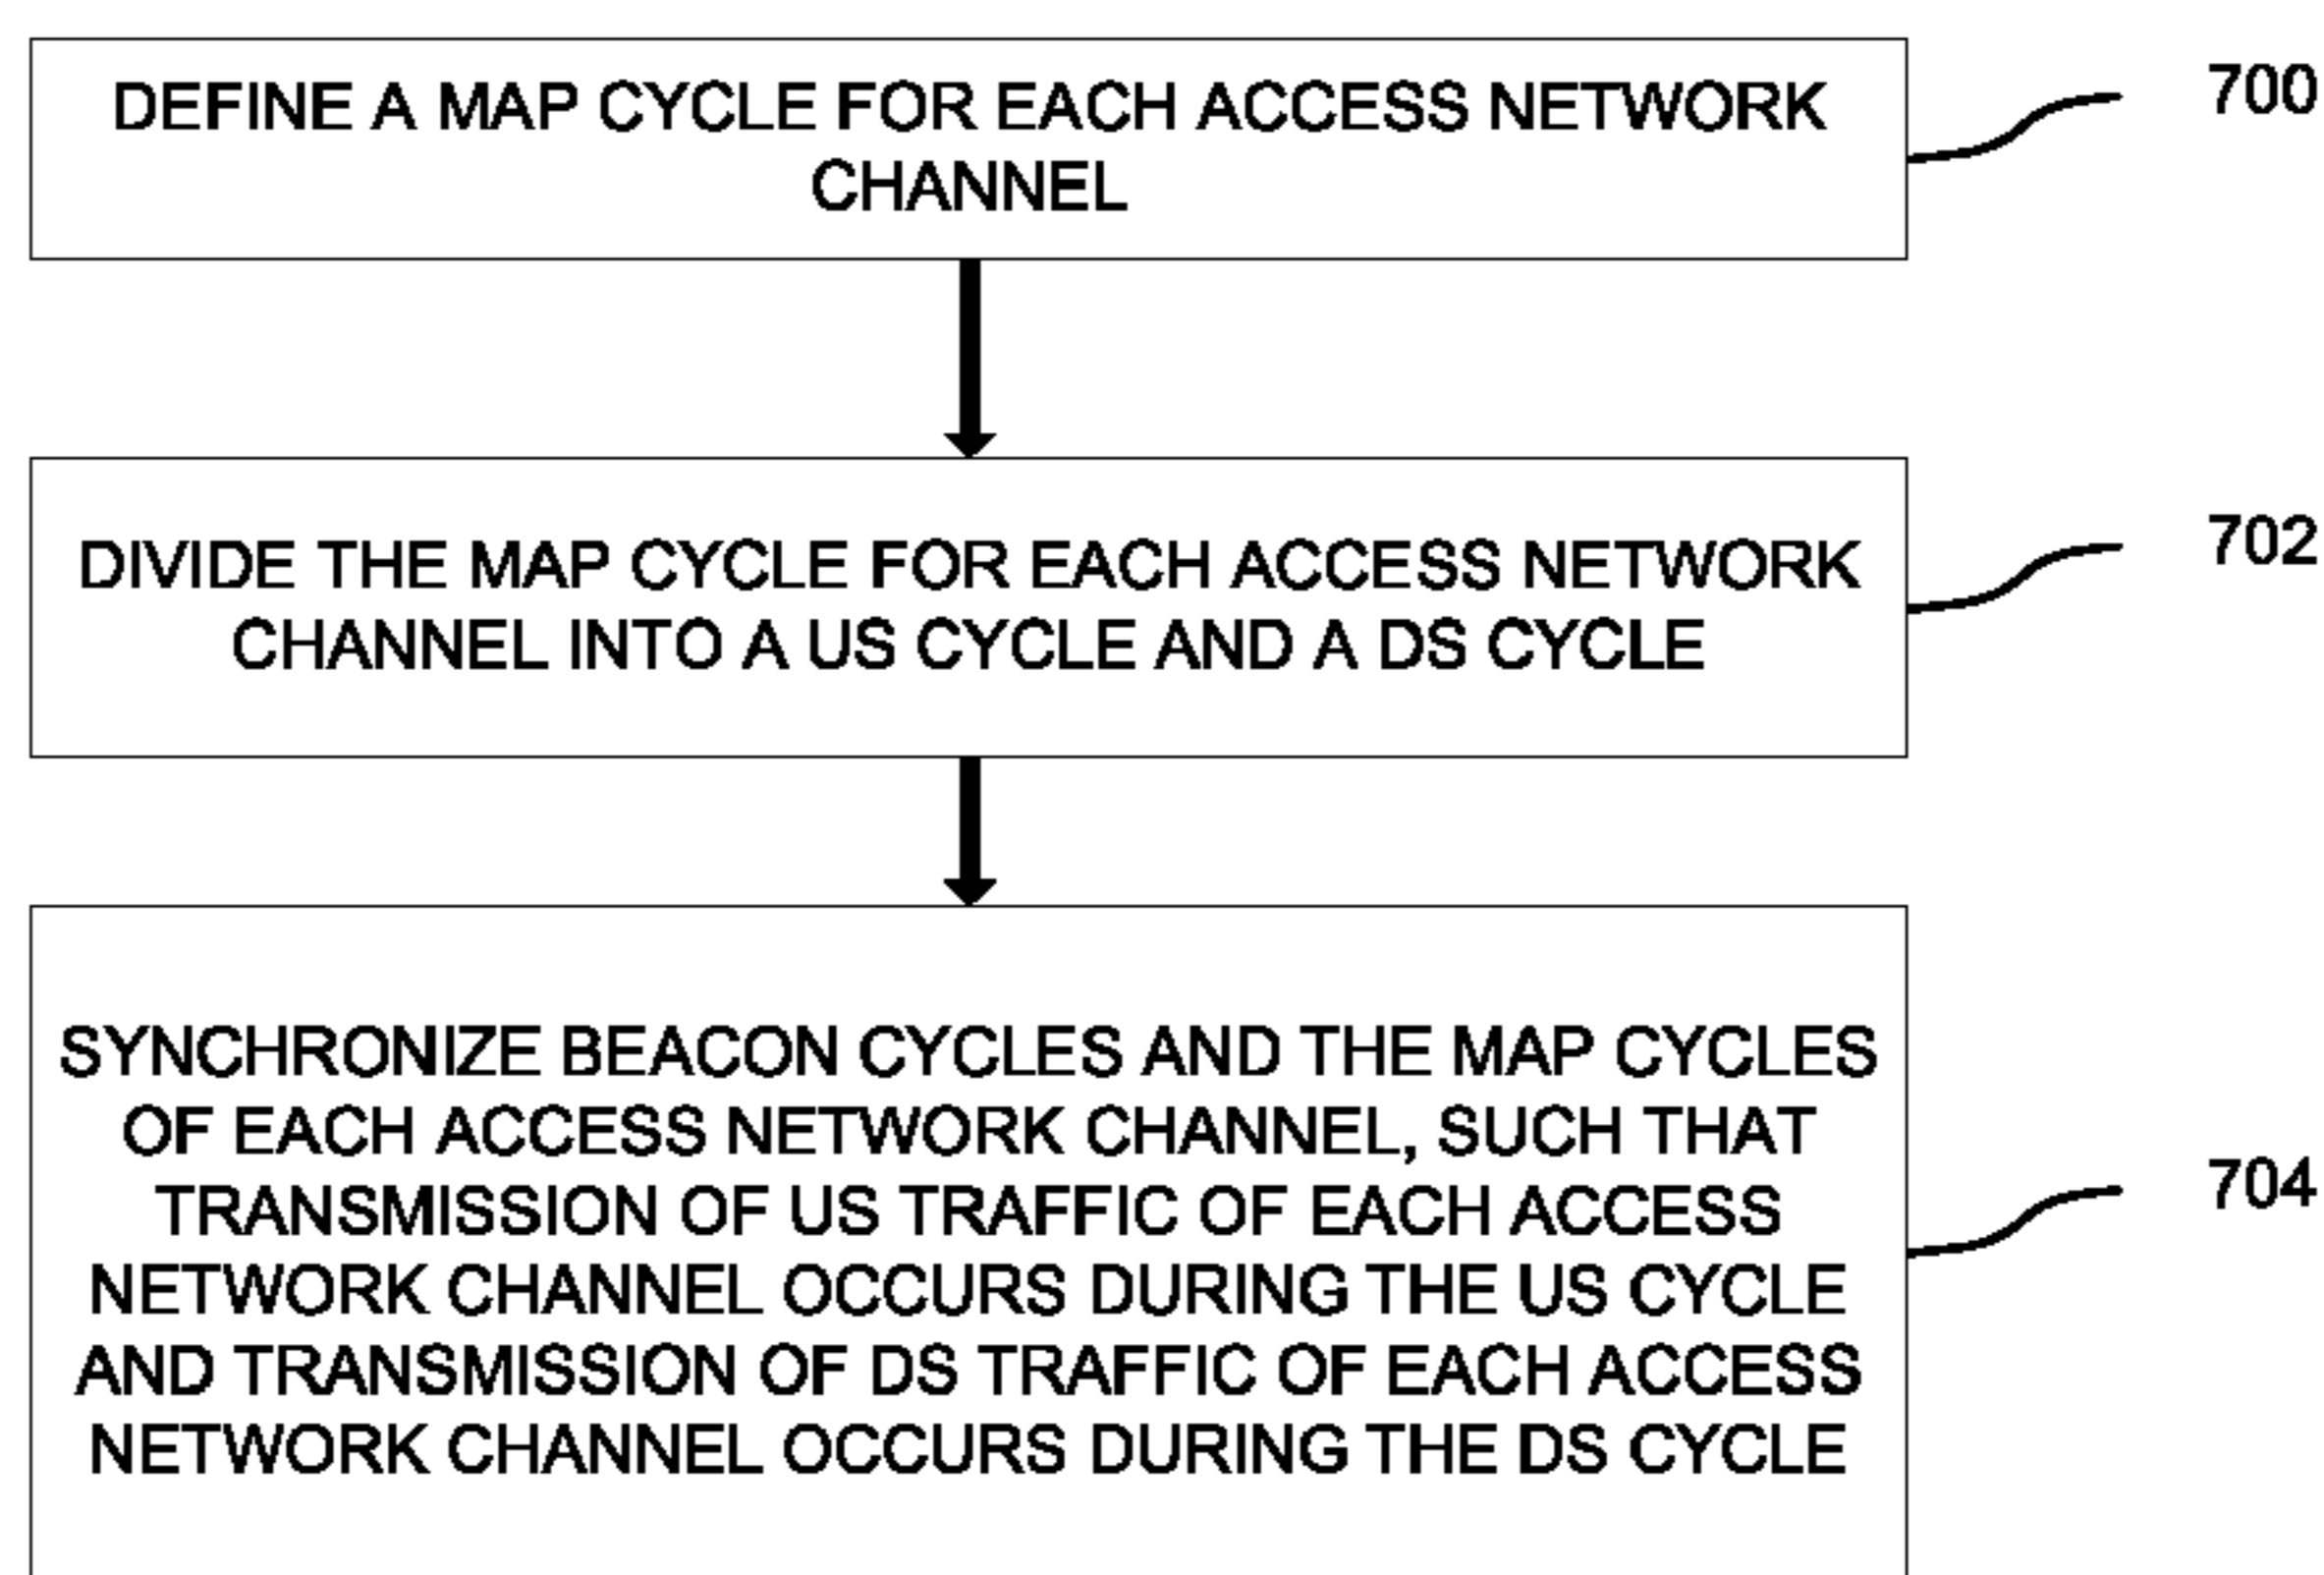 DEFINE A MAP CYCLE FOR EACH ACCESS NETWORK
CHANNEL
700
DIVIDE THE MAP CYCLE FOR EACH ACCESS NETWORK
CHANNEL INTO A US CYCLE AND A DS CYCLE
702
SYNCHRONIZE BEACON CYCLES AND THE MAP CYCLES
OF EACH ACCESS NETWORK CHANNEL, SUCH THAT
TRANSMISSION OF US TRAFFIC OF EACH ACCESS
NETWORK CHANNEL OCCURS DURING THE US CYCLE
AND TRANSMISSION OF DS TRAFFIC OF EACH ACCESS
NETWORK CHANNEL OCCURS DURING THE DS CYCLE
704